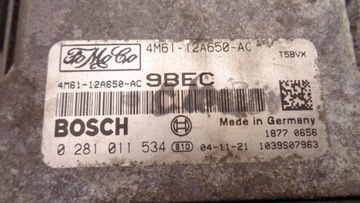 FoMoCo 4M61-12A650-AC T5BVX
4M61-12A650-AC 9BEC
BOSCH Made in Germany
1877 0656
0 281 011 534 B10 04-11-21 1039S07963